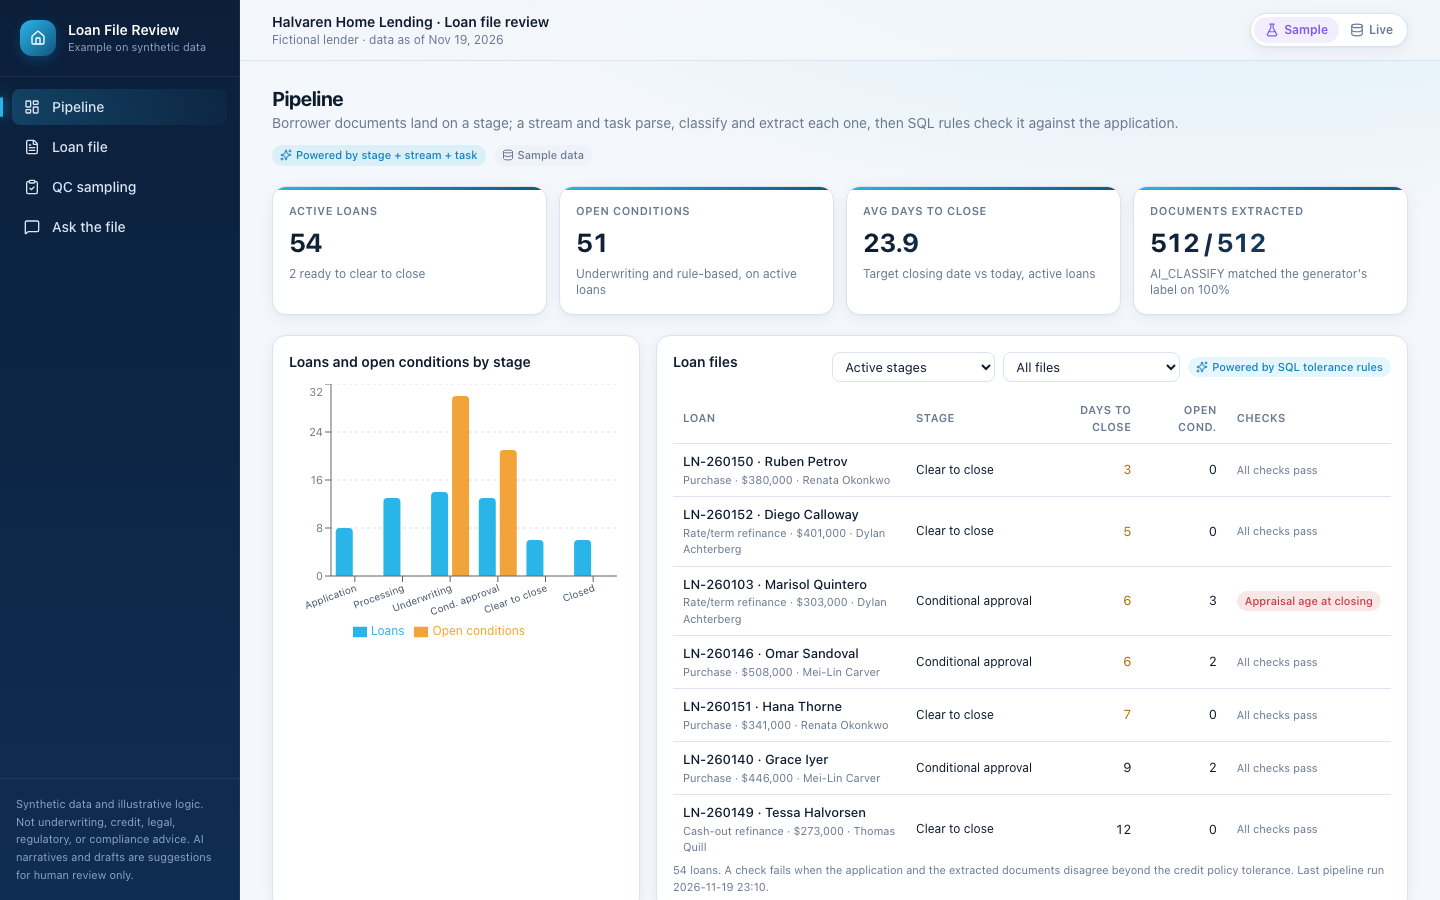 Loan File Review
Example on synthetic data
Pipeline
Loan file
QC sampling
Ask the file
Synthetic data and illustrative logic.
Not underwriting, credit, legal,
regulatory, or compliance advice. AI
narratives and drafts are suggestions
for human review only.
Halvaren Home Lending · Loan file review
Fictional lender · data as of Nov 19, 2026
Sample
Live
Pipeline
Borrower documents land on a stage; a stream and task parse, classify and extract each one, then SQL rules check it against the application.
Powered by stage + stream + task
Sample data
ACTIVE LOANS
54
2 ready to clear to close
OPEN CONDITIONS
51
Underwriting and rule-based, on active
loans
AVG DAYS TO CLOSE
23.9
Target closing date vs today, active loans
DOCUMENTS EXTRACTED
512 / 512
AI_CLASSIFY matched the generator's
label on 100%
Loans and open conditions by stage
32
24
16
8
0
Application
Processing
Underwriting
Cond. approval
Clear to close
Closed
Loans
Open conditions
Loan files
Active stages
All files
Powered by SQL tolerance rules
LOAN
STAGE
DAYS TO
CLOSE
OPEN
COND.
CHECKS
LN-260150 · Ruben Petrov
Purchase · $380,000 · Renata Okonkwo
Clear to close
3
0
All checks pass
LN-260152 · Diego Calloway
Rate/term refinance · $401,000 · Dylan
Achterberg
Clear to close
5
0
All checks pass
LN-260103 · Marisol Quintero
Rate/term refinance · $303,000 · Dylan
Achterberg
Conditional approval
6
3
Appraisal age at closing
LN-260146 · Omar Sandoval
Purchase · $508,000 · Mei-Lin Carver
Conditional approval
6
2
All checks pass
LN-260151 · Hana Thorne
Purchase · $341,000 · Renata Okonkwo
Clear to close
7
0
All checks pass
LN-260140 · Grace Iyer
Purchase · $446,000 · Mei-Lin Carver
Conditional approval
9
2
All checks pass
LN-260149 · Tessa Halvorsen
Cash-out refinance · $273,000 · Thomas
Quill
Clear to close
12
0
All checks pass
54 loans. A check fails when the application and the extracted documents disagree beyond the credit policy tolerance. Last pipeline run
2026-11-19 23:10.